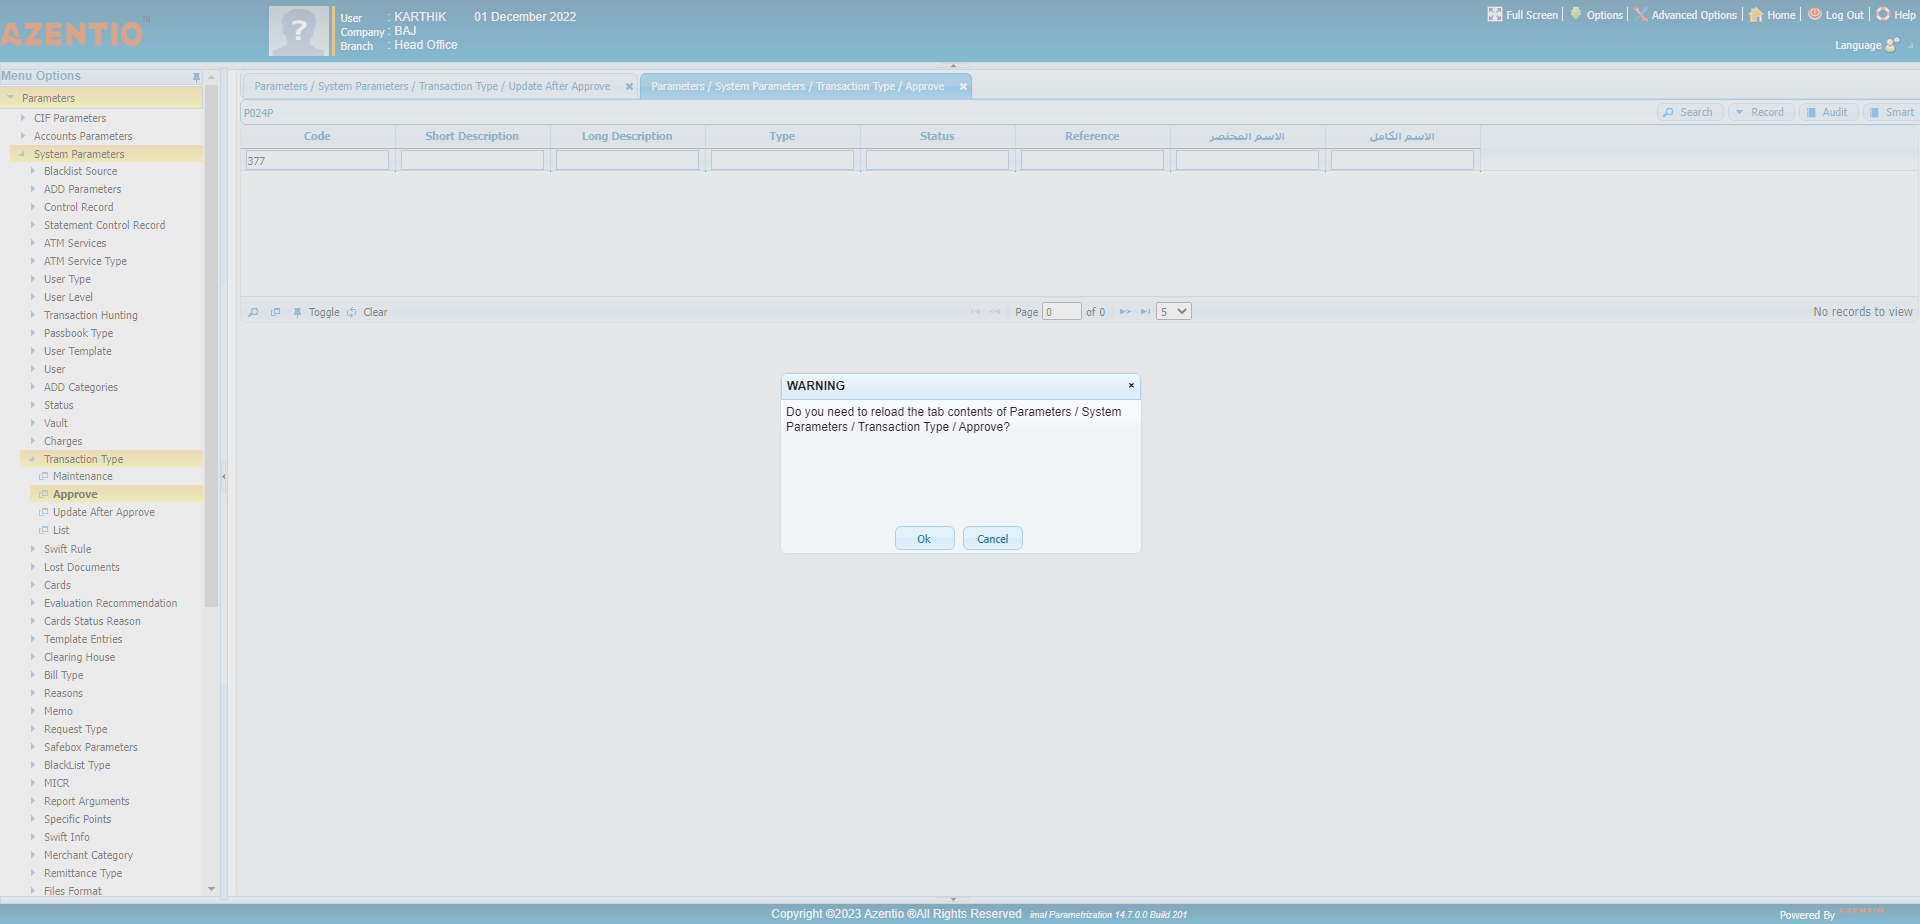 AZENTIO
TM
User : KARTHIK 01 December 2022
Company : BAJ
Branch : Head Office
Full Screen Options Advanced Options Home Log Out Help
Language
Menu Options
Parameters
CIF Parameters
Accounts Parameters
System Parameters
Blacklist Source
ADD Parameters
Control Record
Statement Control Record
ATM Services
ATM Service Type
User Type
User Level
Transaction Hunting
Passbook Type
User Template
User
ADD Categories
Status
Vault
Charges
Transaction Type
Maintenance
Approve
Update After Approve
List
Swift Rule
Lost Documents
Cards
Evaluation Recommendation
Cards Status Reason
Template Entries
Clearing House
Bill Type
Reasons
Memo
Request Type
Safebox Parameters
BlackList Type
MICR
Report Arguments
Specific Points
Swift Info
Merchant Category
Remittance Type
Files Format
Parameters / System Parameters / Transaction Type / Update After Approve
Parameters / System Parameters / Transaction Type / Approve
P024P
Search Record Audit Smart
Code Short Description Long Description Type Status Reference الاسم المختصر الاسم الكامل
377
Toggle Clear
Page 0 of 0 5
No records to view
WARNING
Do you need to reload the tab contents of Parameters / System
Parameters / Transaction Type / Approve?
Ok Cancel
Copyright ©2023 Azentio ®All Rights Reserved imal Parametrization 14.7.0.0 Build 201
Powered By AZENTIO